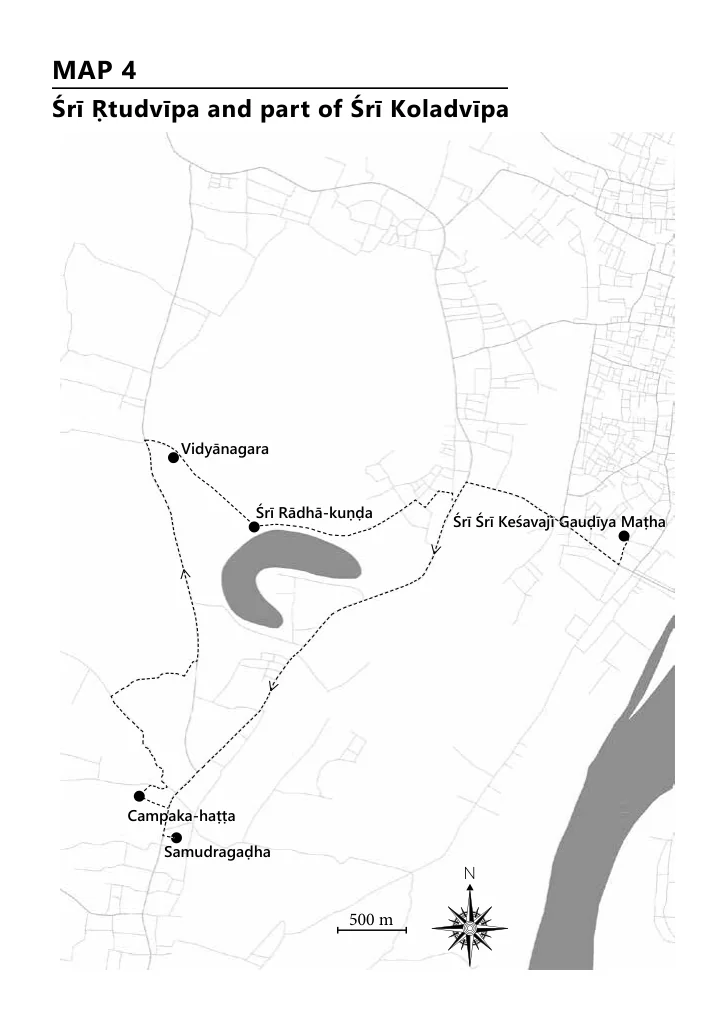 MAP 4
Śrī Ṛtudvīpa and part of Śrī Koladvīpa
Vidyānagara
Śrī Rādhā-kuṇḍa
Śrī Śrī Keśavajī Gauḍīya Maṭha
Campaka-haṭṭa
Samudragaḍha
N
500 m